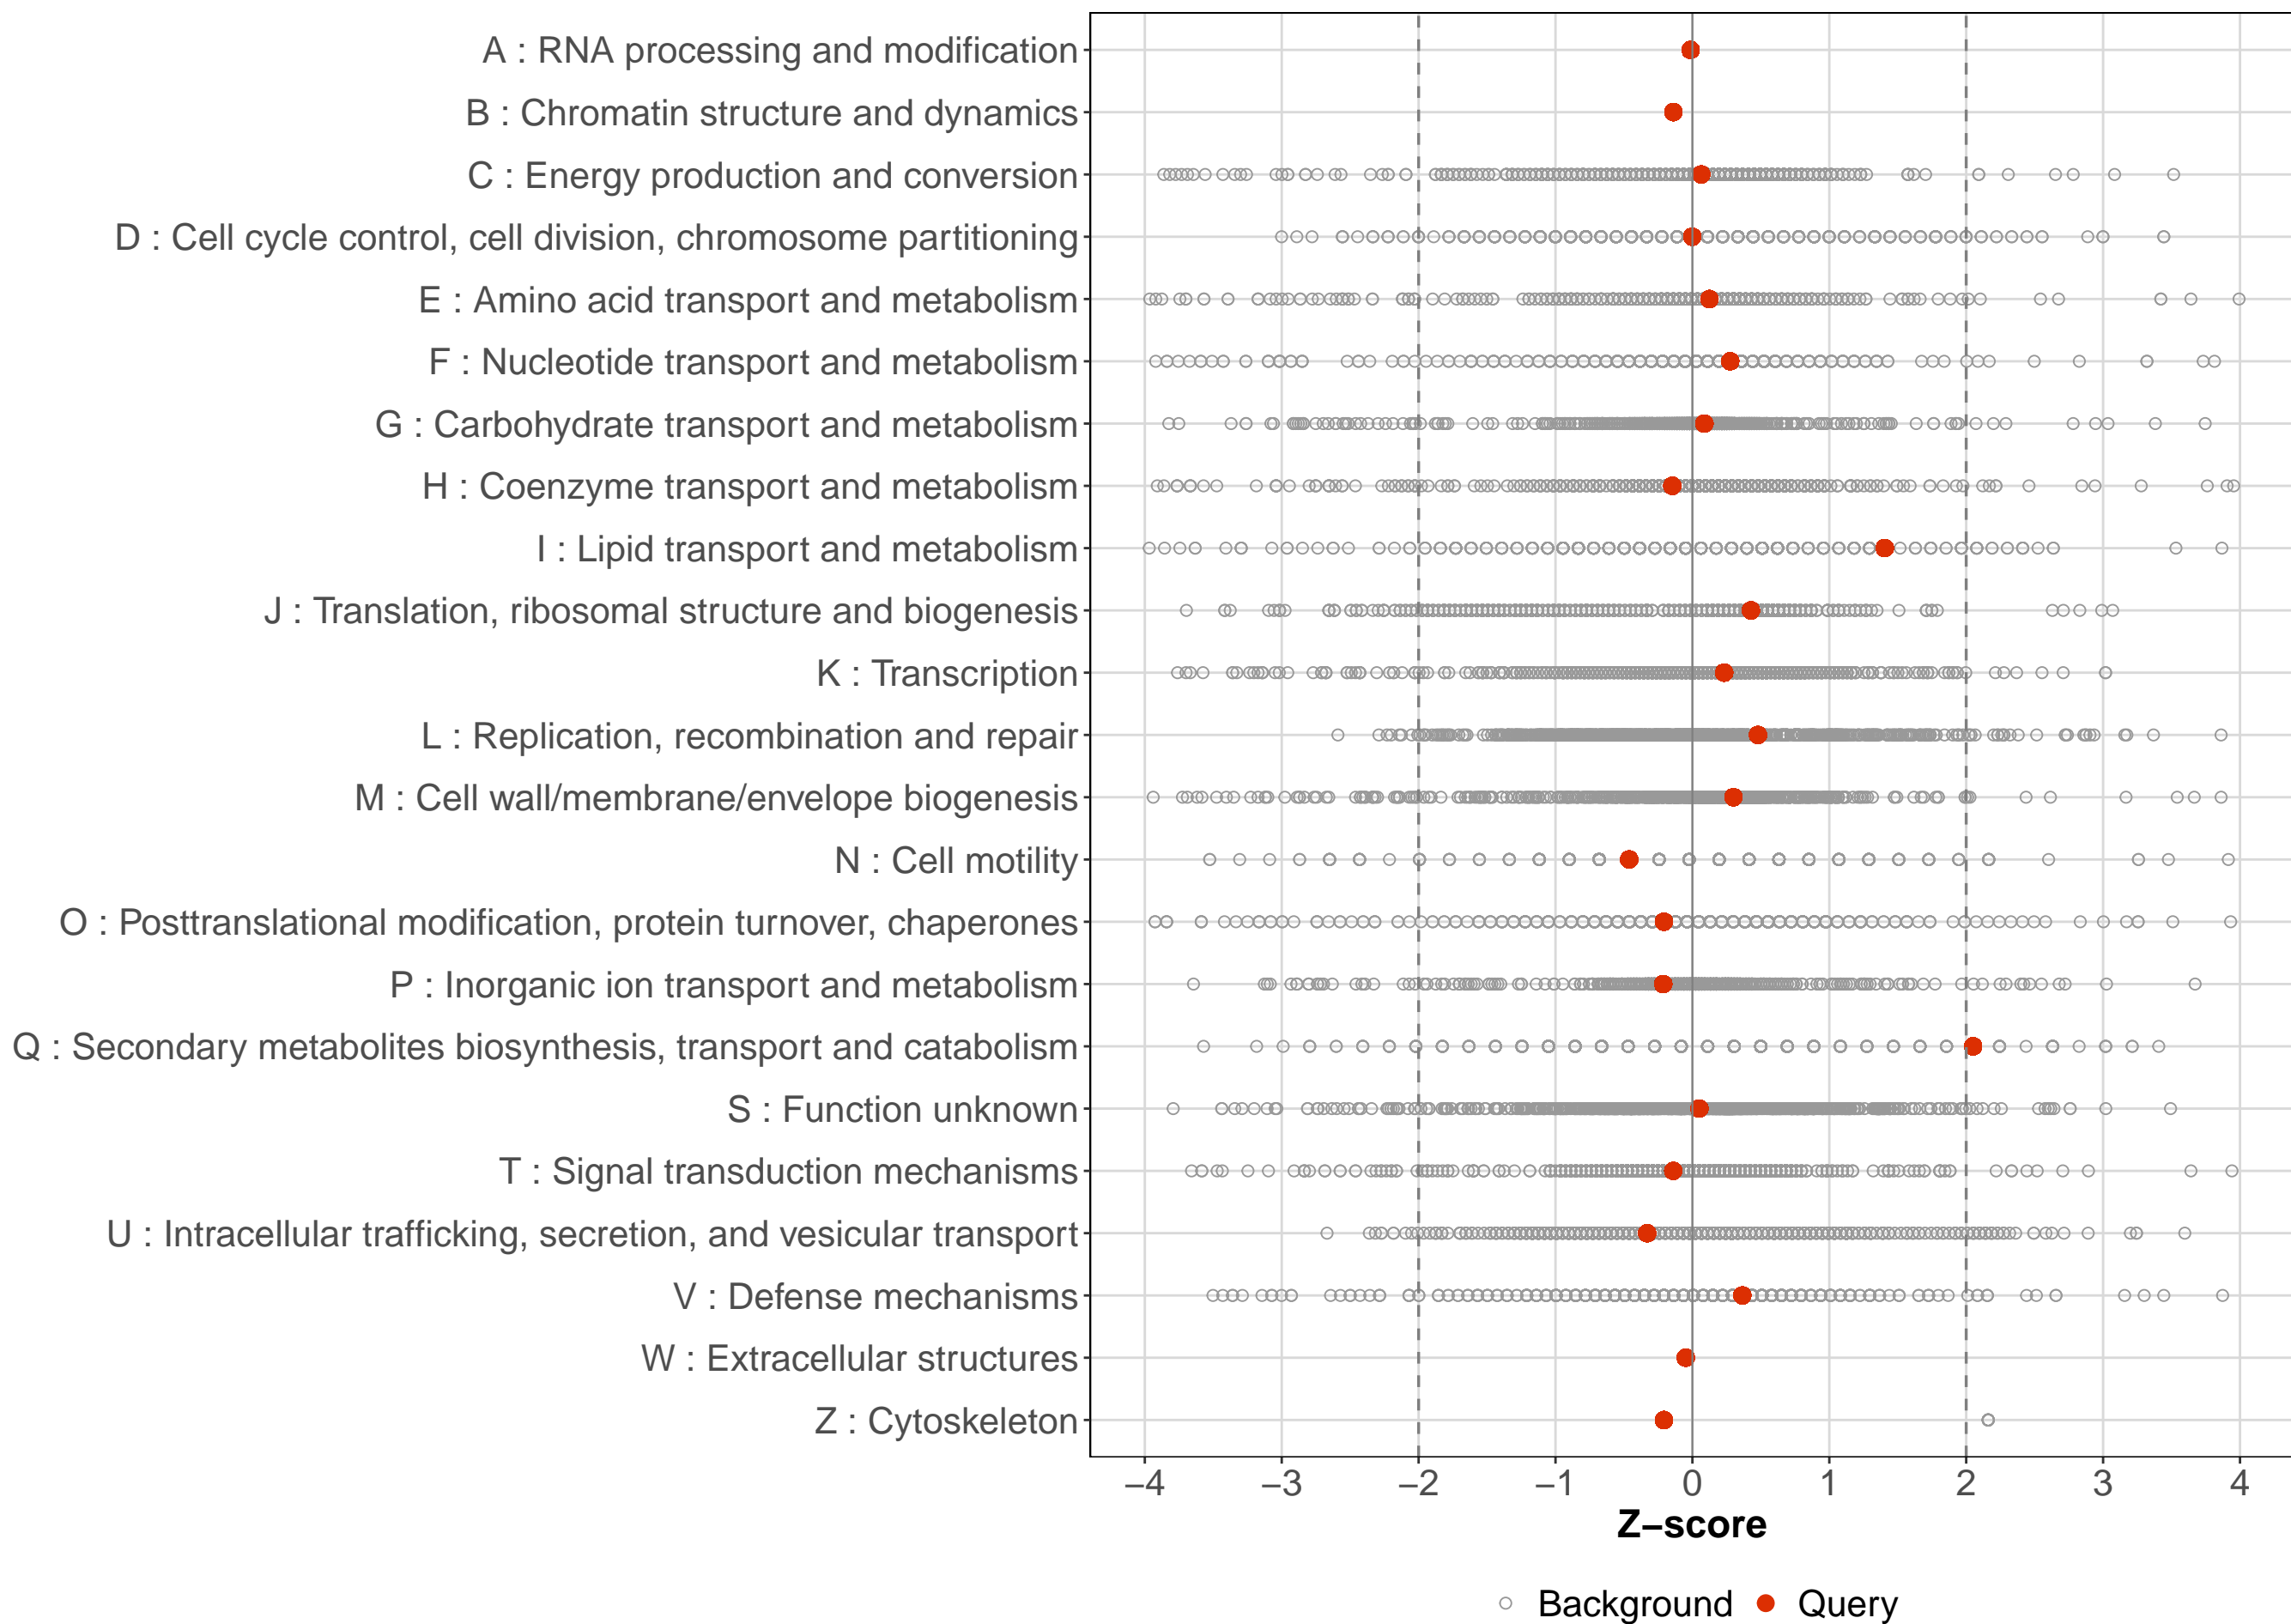 A : RNA processing and modification
B : Chromatin structure and dynamics
C : Energy production and conversion
D : Cell cycle control, cell division, chromosome partitioning
E : Amino acid transport and metabolism
F : Nucleotide transport and metabolism
G : Carbohydrate transport and metabolism
H : Coenzyme transport and metabolism
I : Lipid transport and metabolism
J : Translation, ribosomal structure and biogenesis
K : Transcription
L : Replication, recombination and repair
M : Cell wall/membrane/envelope biogenesis
N : Cell motility
O : Posttranslational modification, protein turnover, chaperones
P : Inorganic ion transport and metabolism
Q : Secondary metabolites biosynthesis, transport and catabolism
S : Function unknown
T : Signal transduction mechanisms
U : Intracellular trafficking, secretion, and vesicular transport
V : Defense mechanisms
W : Extracellular structures
Z : Cytoskeleton
−4 −3 −2 −1 0 1 2 3 4
Z−score
Background Query